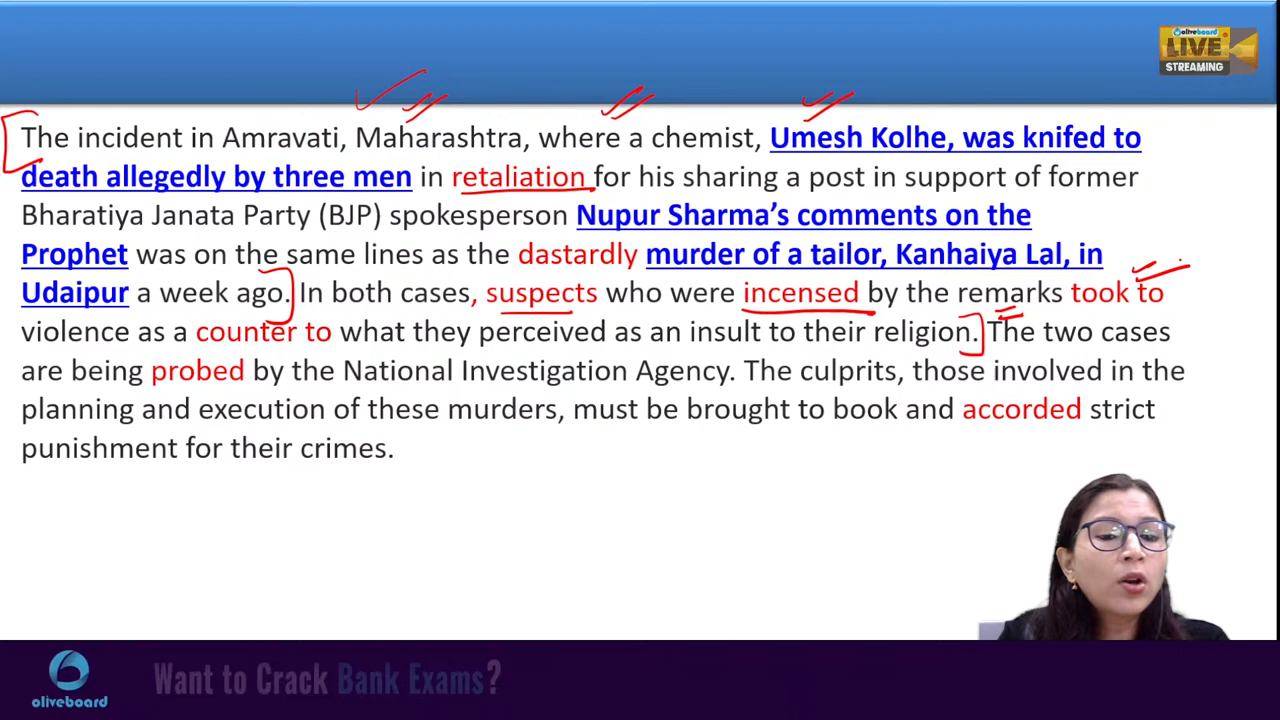 oliveboard
LIVE
STREAMING
The incident in Amravati, Maharashtra, where a chemist, Umesh Kolhe, was knifed to
death allegedly by three men in retaliation for his sharing a post in support of former
Bharatiya Janata Party (BJP) spokesperson Nupur Sharma’s comments on the
Prophet was on the same lines as the dastardly murder of a tailor, Kanhaiya Lal, in
Udaipur a week ago. In both cases, suspects who were incensed by the remarks took to
violence as a counter to what they perceived as an insult to their religion. The two cases
are being probed by the National Investigation Agency. The culprits, those involved in the
planning and execution of these murders, must be brought to book and accorded strict
punishment for their crimes.
oliveboard
Want to Crack Bank Exams?